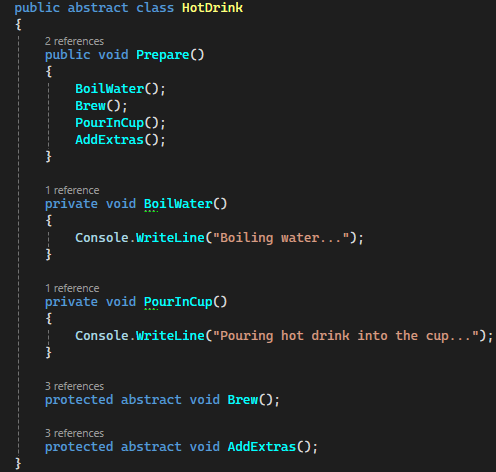 public abstract class HotDrink
{
2 references
public void Prepare()
{
BoilWater();
Brew();
PourInCup();
AddExtras();
}
1 reference
private void BoilWater()
{
Console.WriteLine("Boiling water...");
}
1 reference
private void PourInCup()
{
Console.WriteLine("Pouring hot drink into the cup...");
}
3 references
protected abstract void Brew();
3 references
protected abstract void AddExtras();
}